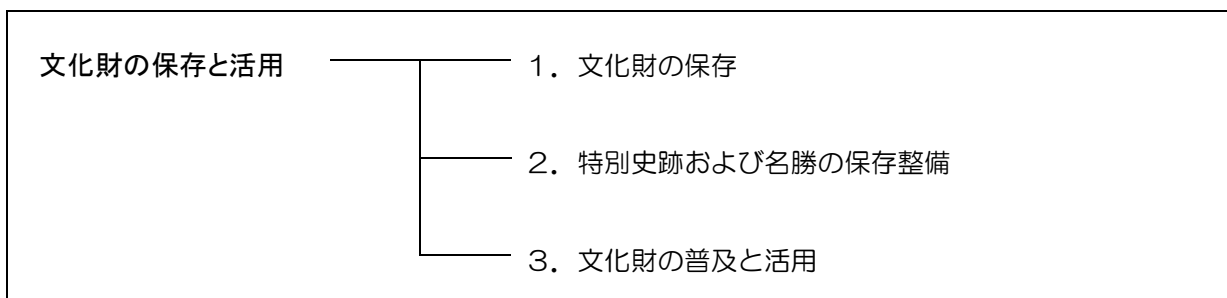 文化財の保存と活用
１．文化財の保存
２．特別史跡および名勝の保存整備
３．文化財の普及と活用